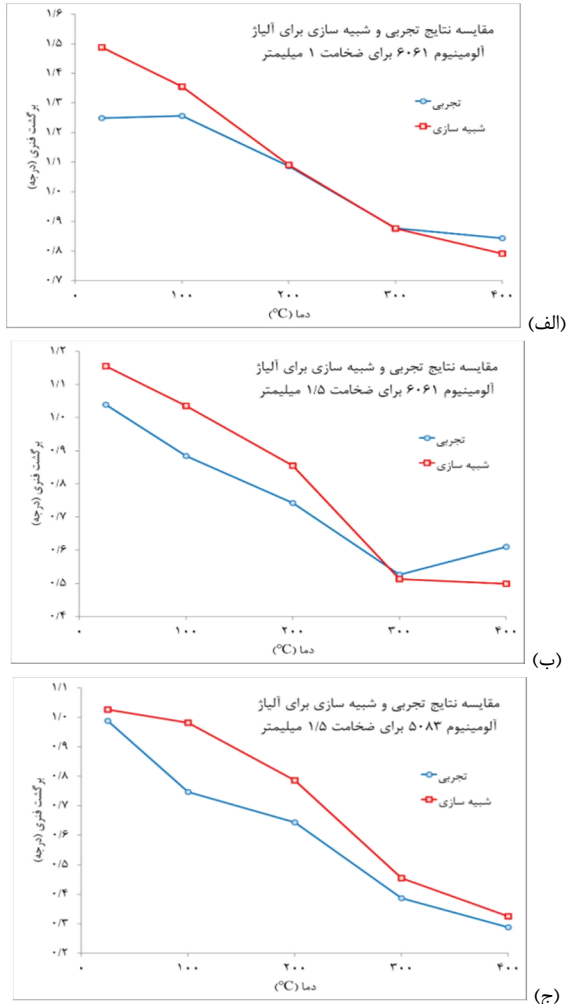 مقایسه نتایج تجربی و شبیه سازی برای آلیاژ
آلومینیوم ۶۰۶۱ برای ضخامت ۱ میلیمتر
تجربی
شبیه سازی
برگشت فنری (درجه)
۱/۶
۱/۵
۱/۴
۱/۳
۱/۲
۱/۱
۱/۰
۰/۹
۰/۸
۰/۷
۰ ۱۰۰ ۲۰۰ ۳۰۰ ۴۰۰
دما (°C)
(الف)
مقایسه نتایج تجربی و شبیه سازی برای آلیاژ
آلومینیوم ۶۰۶۱ برای ضخامت ۱/۵ میلیمتر
تجربی
شبیه سازی
برگشت فنری (درجه)
۱/۲
۱/۱
۱/۰
۰/۹
۰/۸
۰/۷
۰/۶
۰/۵
۰/۴
۰ ۱۰۰ ۲۰۰ ۳۰۰ ۴۰۰
دما (°C)
(ب)
مقایسه نتایج تجربی و شبیه سازی برای آلیاژ
آلومینیوم ۵۰۸۳ برای ضخامت ۱/۵ میلیمتر
تجربی
شبیه سازی
برگشت فنری (درجه)
۱/۱
۱/۰
۰/۹
۰/۸
۰/۷
۰/۶
۰/۵
۰/۴
۰/۳
۰/۲
۰ ۱۰۰ ۲۰۰ ۳۰۰ ۴۰۰
دما (°C)
(ج)